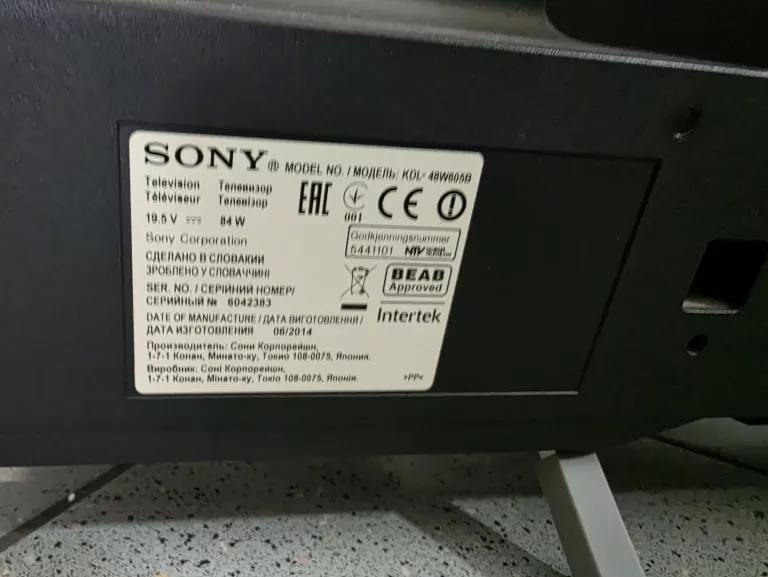 SONY® MODEL NO. / МОДЕЛЬ: KDL- 48W605B
Television Телевизор
Téléviseur Телевізор
19.5 V 84 W
EAC
001
CE
Sony Corporation
Godkjenningsnummer
5441101 NTV
СДЕЛАНО В СЛОВАКИИ
ЗРОБЛЕНО У СЛОВАЧЧИНІ
BEAB
Approved
SER. NO. / СЕРІЙНИЙ НОМЕР/
СЕРИЙНЫЙ № 6042383
Intertek
DATE OF MANUFACTURE / ДАТА ВИГОТОВЛЕННЯ /
ДАТА ИЗГОТОВЛЕНИЯ 06/2014
Производитель: Сони Корпорейшн,
1-7-1 Конан, Минато-ку, Токио 108-0075, Япония.
Виробник: Соні Корпорейшн,
1-7-1 Конан, Мінато-ку, Токіо 108-0075, Японія.
>PP<